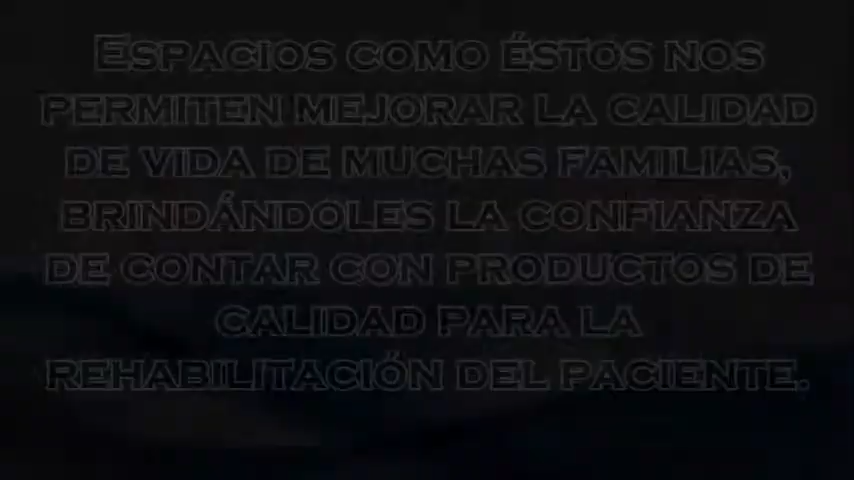 ESPACIOS COMO ÉSTOS NOS
PERMITEN MEJORAR LA CALIDAD
DE VIDA DE MUCHAS FAMILIAS,
BRINDÁNDOLES LA CONFIANZA
DE CONTAR CON PRODUCTOS DE
CALIDAD PARA LA
REHABILITACIÓN DEL PACIENTE.